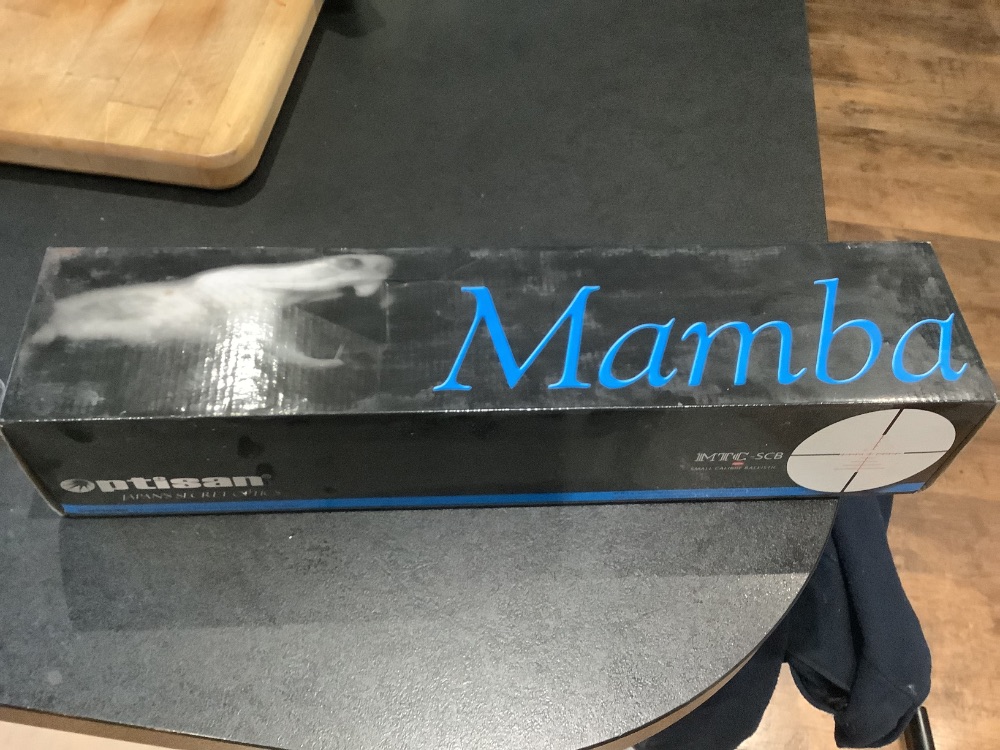 Mamba
MTC-SCB
SMALL CALIBRE BALLISTIC
optisan®
JAPAN'S SECRET OPTICS